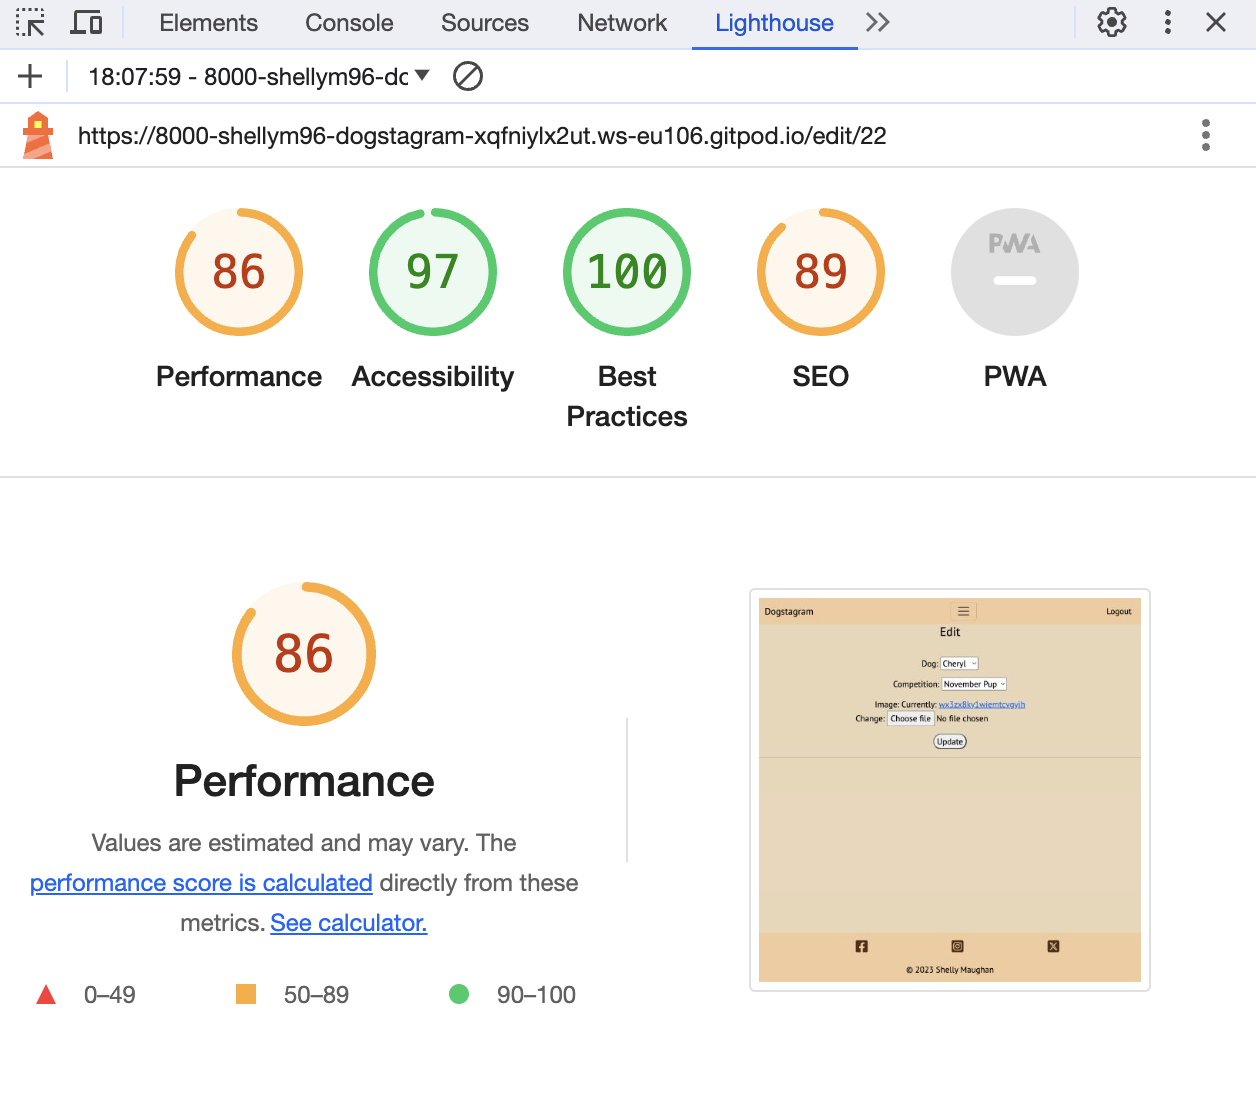 Elements Console Sources Network Lighthouse
18:07:59 - 8000-shellym96-dc
https://8000-shellym96-dogstagram-xqfniylx2ut.ws-eu106.gitpod.io/edit/22
86 97 100 89 PWA
Performance Accessibility Best Practices SEO PWA
86
Performance
Values are estimated and may vary. The
performance score is calculated directly from these
metrics. See calculator.
0–49 50–89 90–100
Dogstagram Logout
Edit
Dog: Cheryl
Competition: November Pup
Image: Currently: wx3zx8ky1wiemtcvgyjh
Change: Choose file No file chosen
Update
© 2023 Shelly Maughan